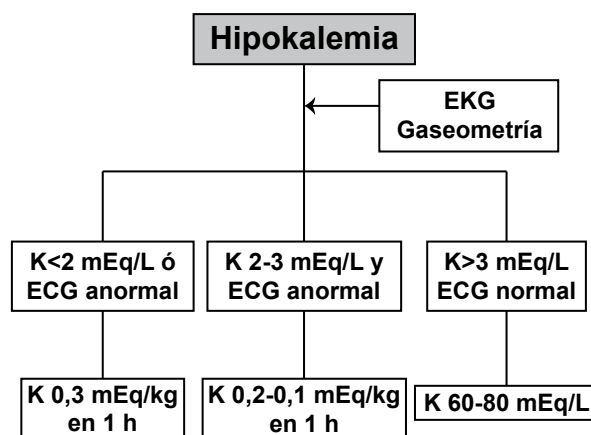 Hipokalemia
EKG
Gaseometría
K<2 mEq/L ó
ECG anormal
K 2-3 mEq/L y
ECG anormal
K>3 mEq/L
ECG normal
K 0,3 mEq/kg
en 1 h
K 0,2-0,1 mEq/kg
en 1 h
K 60-80 mEq/L